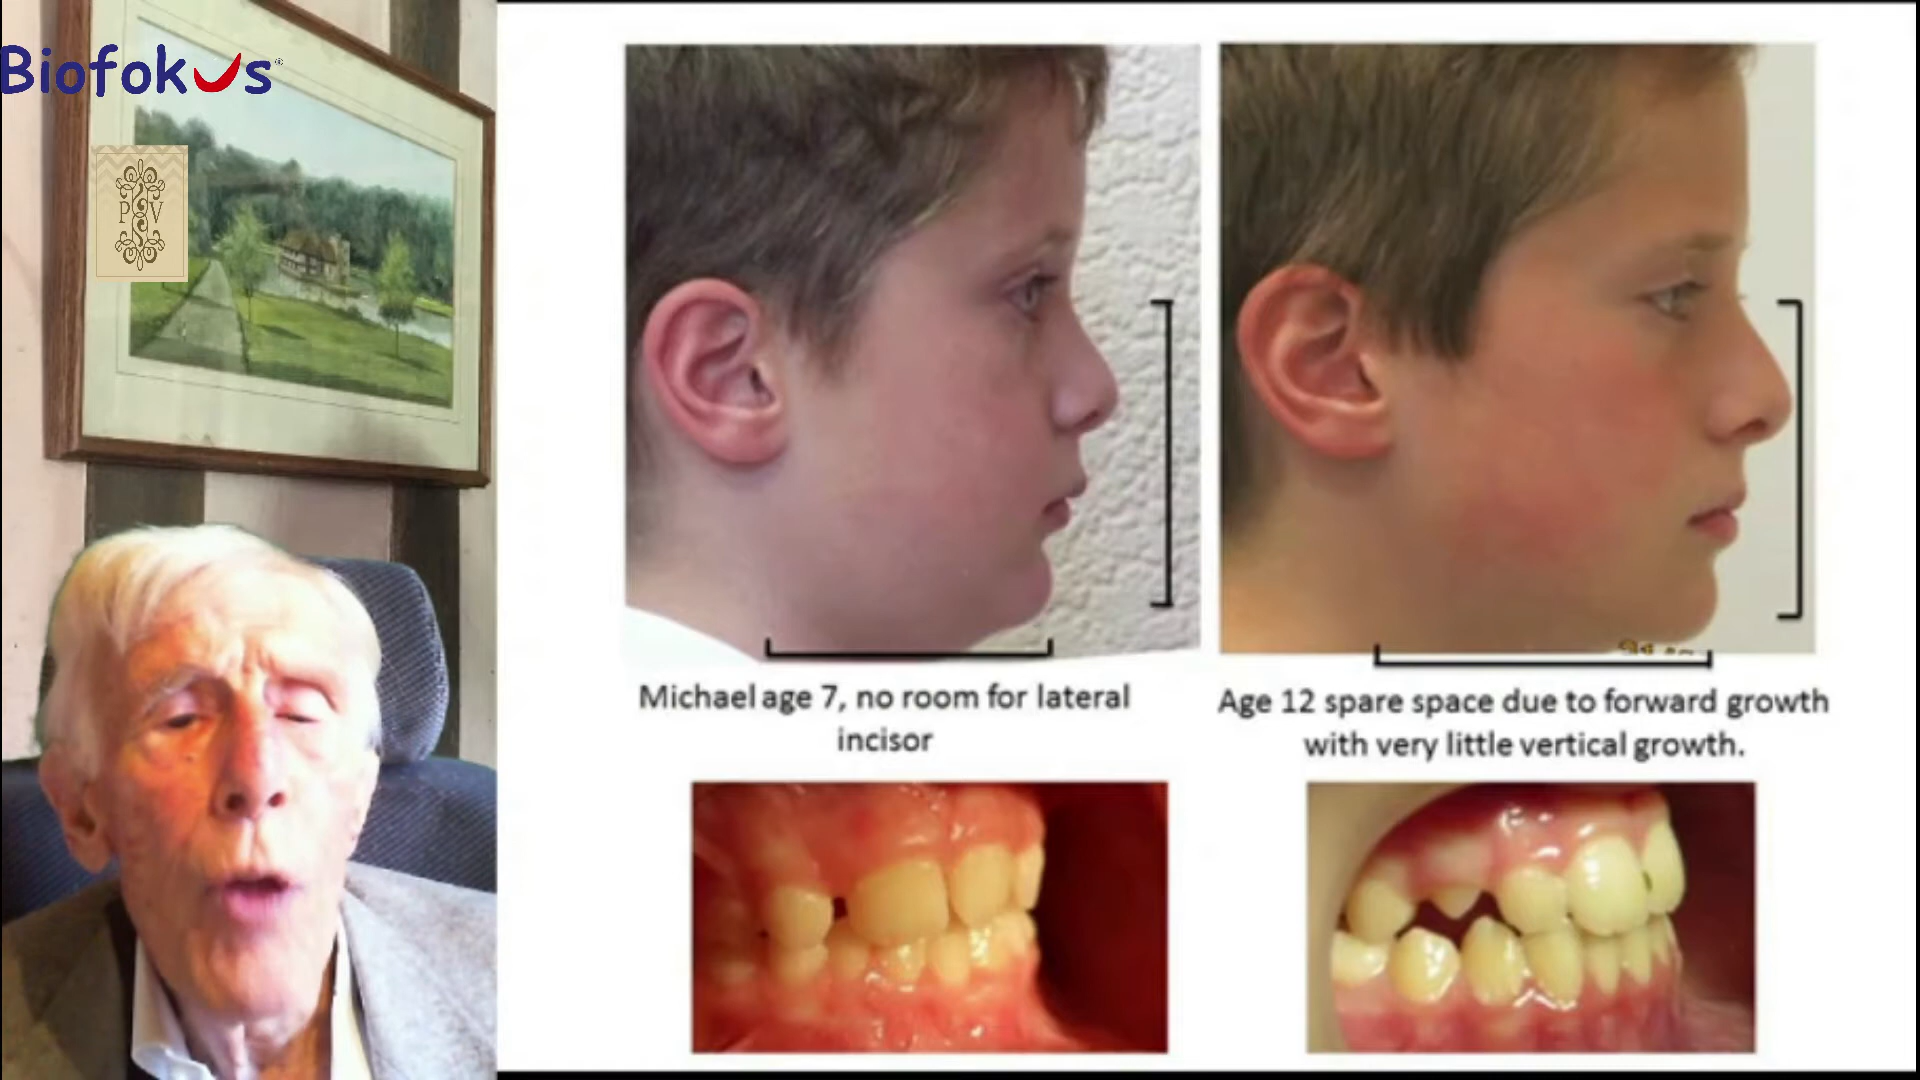 Biofokus
P V
Michael age 7, no room for lateral
incisor
Age 12 spare space due to forward growth
with very little vertical growth.